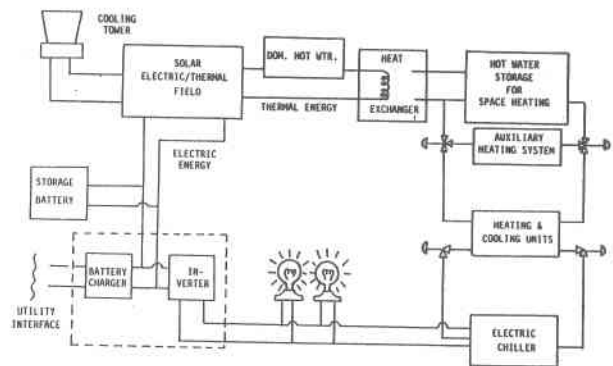 COOLING
TOWER
SOLAR
ELECTRIC/THERMAL
FIELD
DOM. HOT WTR.
THERMAL ENERGY
HEAT
EXCHANGER
HOT WATER
STORAGE
FOR
SPACE HEATING
AUXILIARY
HEATING SYSTEM
ELECTRIC
ENERGY
STORAGE
BATTERY
HEATING &
COOLING UNITS
BATTERY
CHARGER
IN-
VERTER
UTILITY
INTERFACE
ELECTRIC
CHILLER